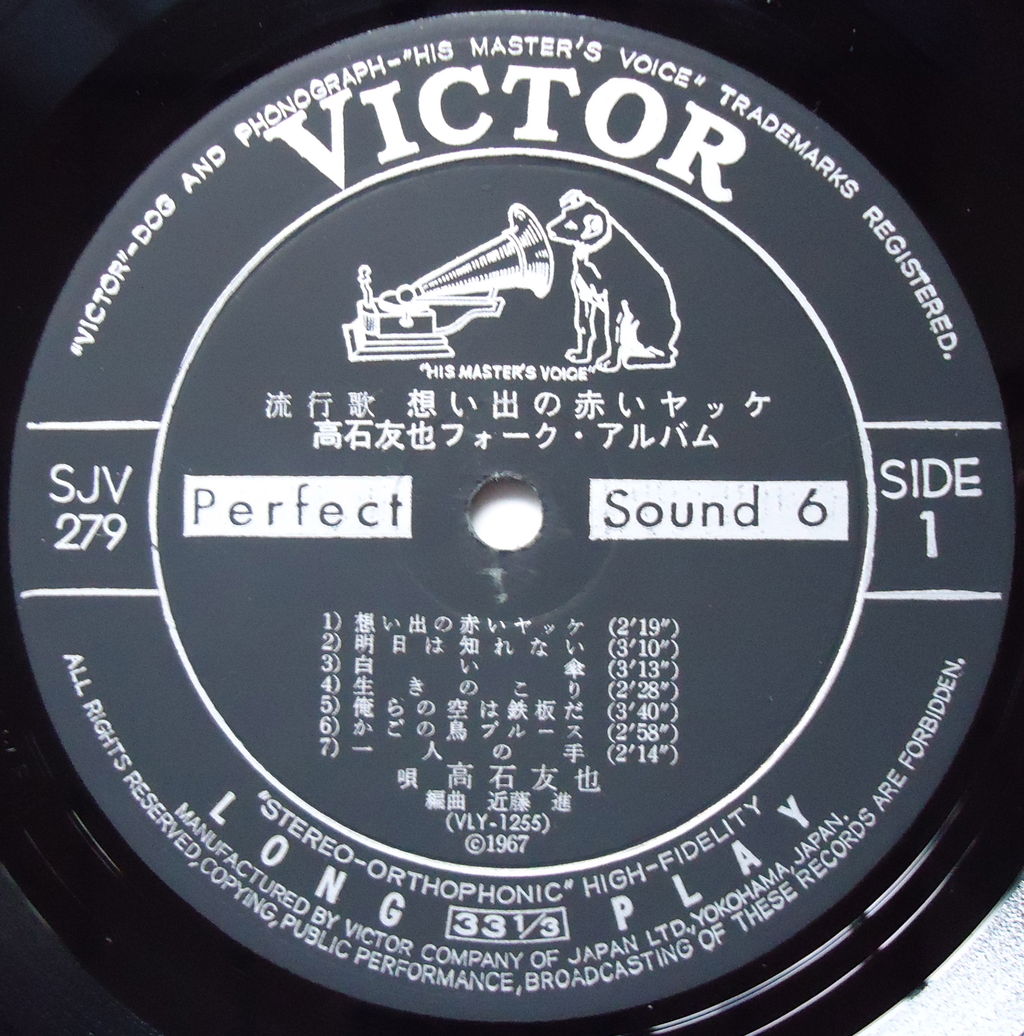 "VICTOR"-DOG AND PHONOGRAPH-"HIS MASTER'S VOICE" TRADEMARKS REGISTERED.
VICTOR
"HIS MASTER'S VOICE"
流行歌 想い出の赤いヤッケ
高石友也フォーク・アルバム
SJV
279
Perfect Sound 6
SIDE
1
1) 想い出の赤いヤッケ (2'19")
2) 明日は知れない (3'10")
3) 白い傘 (3'13")
4) 生きのこり (2'28")
5) 俺らの空は鉄板だ (3'40")
6) かごの鳥ブルース (2'58")
7) 一人の手 (2'14")
唄 高石友也
編曲 近藤 進
(VLY-1255)
©1967
"STEREO-ORTHOPHONIC" HIGH-FIDELITY
LONG 33 1/3 PLAY
MANUFACTURED BY VICTOR COMPANY OF JAPAN LTD., YOKOHAMA, JAPAN.
ALL RIGHTS RESERVED, COPYING, PUBLIC PERFORMANCE, BROADCASTING OF THESE RECORDS ARE FORBIDDEN.